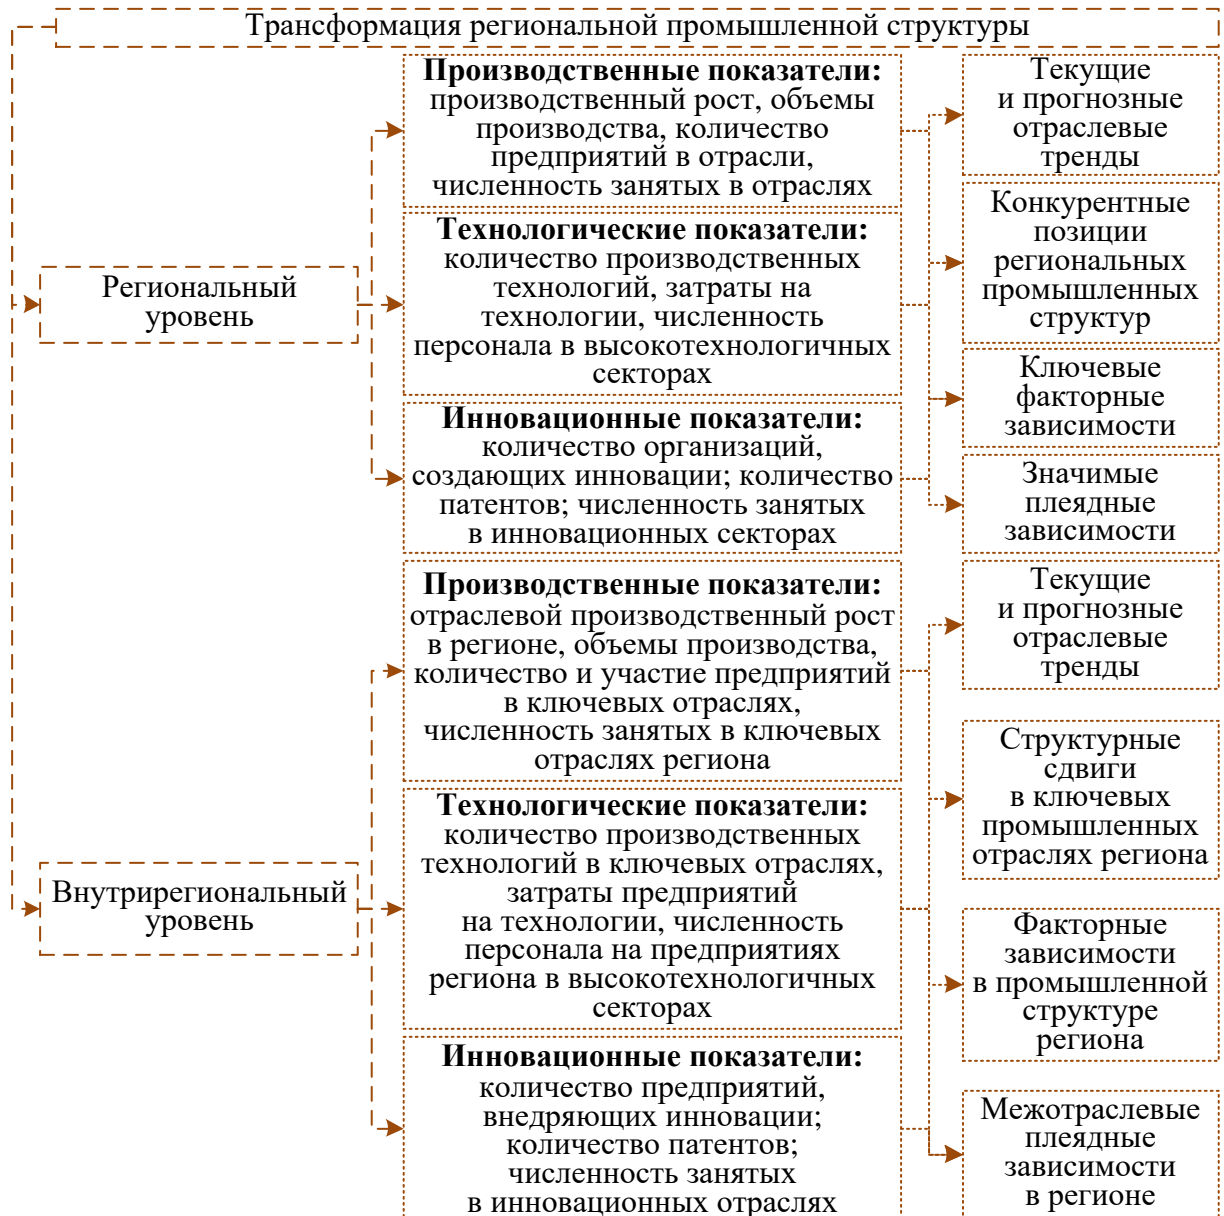 Трансформация региональной промышленной структуры
Региональный
уровень
Производственные показатели:
производственный рост, объемы
производства, количество
предприятий в отрасли,
численность занятых в отраслях
Технологические показатели:
количество производственных
технологий, затраты на
технологии, численность
персонала в высокотехнологичных
секторах
Инновационные показатели:
количество организаций,
создающих инновации; количество
патентов; численность занятых
в инновационных секторах
Текущие
и прогнозные
отраслевые
тренды
Конкурентные
позиции
региональных
промышленных
структур
Ключевые
факторные
зависимости
Значимые
плеядные
зависимости
Внутрирегиональный
уровень
Производственные показатели:
отраслевой производственный рост
в регионе, объемы производства,
количество и участие предприятий
в ключевых отраслях,
численность занятых в ключевых
отраслях региона
Технологические показатели:
количество производственных
технологий в ключевых отраслях,
затраты предприятий
на технологии, численность
персонала на предприятиях
региона в высокотехнологичных
секторах
Инновационные показатели:
количество предприятий,
внедряющих инновации;
количество патентов;
численность занятых
в инновационных отраслях
Текущие
и прогнозные
отраслевые
тренды
Структурные
сдвиги
в ключевых
промышленных
отраслях региона
Факторные
зависимости
в промышленной
структуре
региона
Межотраслевые
плеядные
зависимости
в регионе